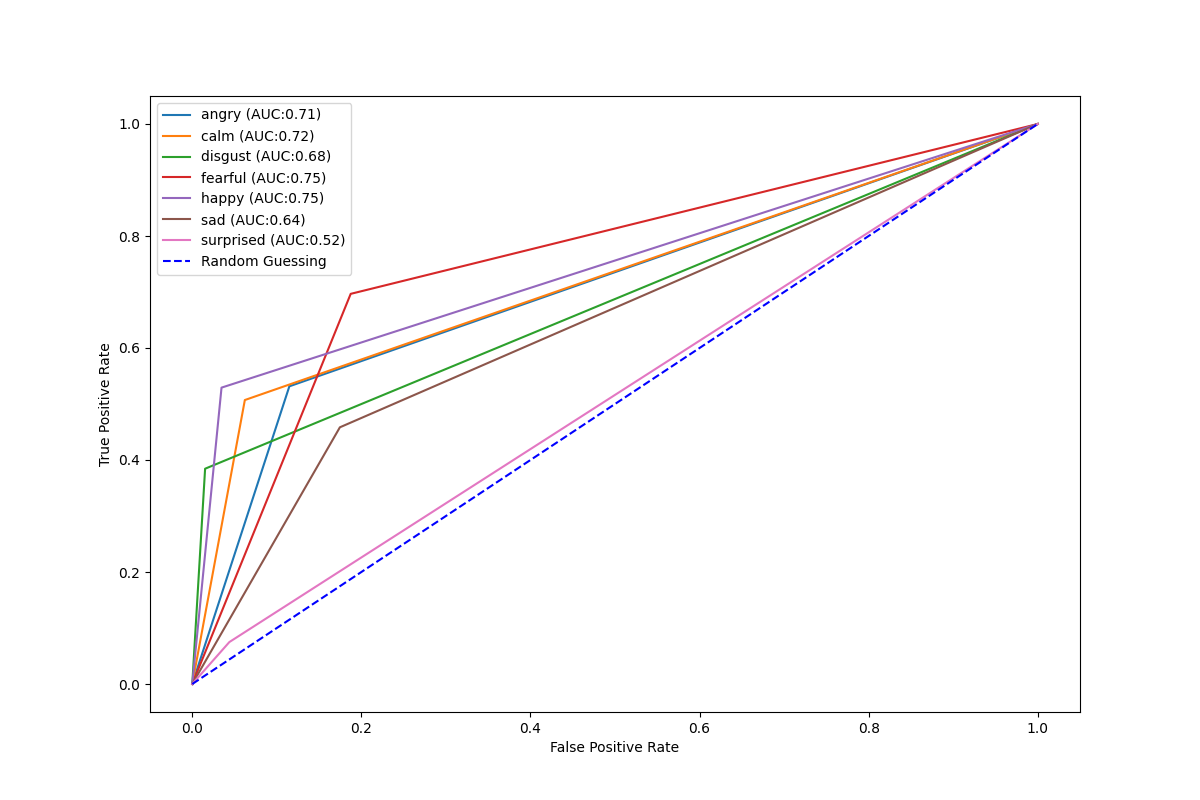 angry (AUC:0.71)
calm (AUC:0.72)
disgust (AUC:0.68)
fearful (AUC:0.75)
happy (AUC:0.75)
sad (AUC:0.64)
surprised (AUC:0.52)
Random Guessing
1.0
0.8
0.6
0.4
0.2
0.0
True Positive Rate
0.0 0.2 0.4 0.6 0.8 1.0
False Positive Rate